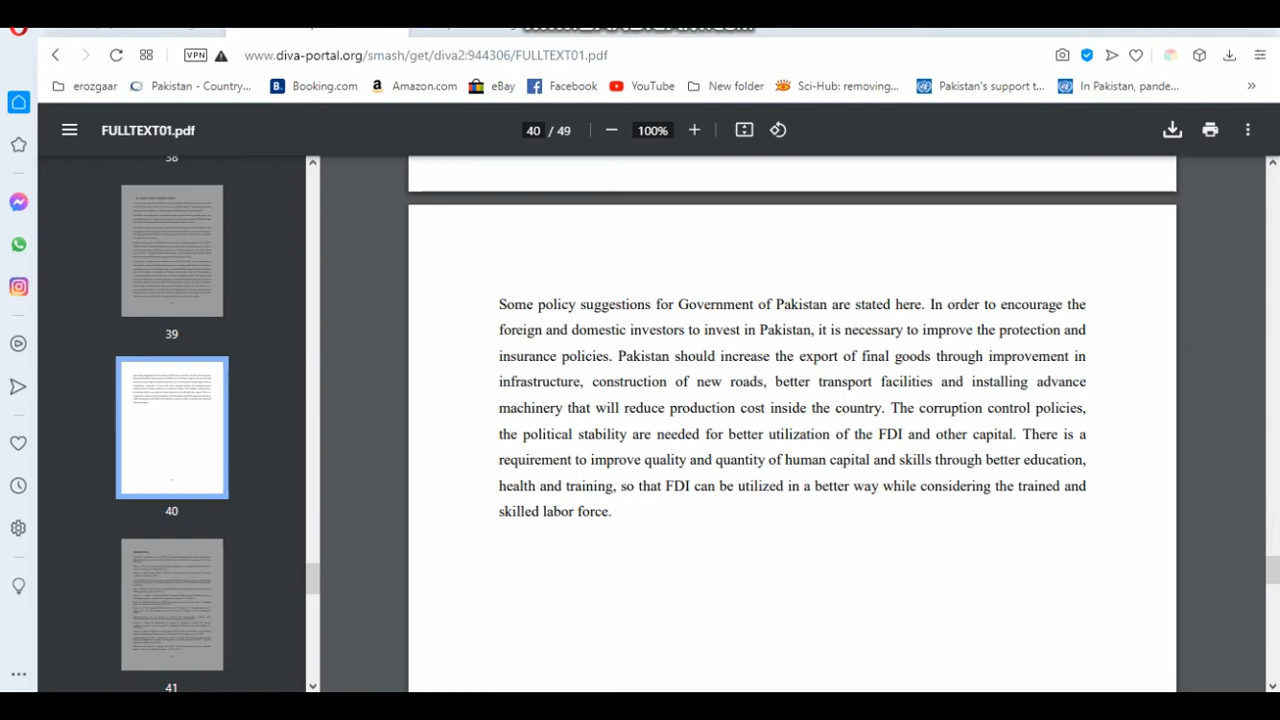 www.diva-portal.org/smash/get/diva2:944306/FULLTEXT01.pdf
VPN
erozgaar
Pakistan - Country...
B.
Booking.com
Amazon.com
eBay
Facebook
YouTube
New folder
Sci-Hub: removing...
Pakistan's support t...
In Pakistan, pande...
»
FULLTEXT01.pdf
40 / 49
100%
38
39
40
41
Some policy suggestions for Government of Pakistan are stated here. In order to encourage the
foreign and domestic investors to invest in Pakistan, it is necessary to improve the protection and
insurance policies. Pakistan should increase the export of final goods through improvement in
infrastructure, construction of new roads, better transport facilities and installing advance
machinery that will reduce production cost inside the country. The corruption control policies,
the political stability are needed for better utilization of the FDI and other capital. There is a
requirement to improve quality and quantity of human capital and skills through better education,
health and training, so that FDI can be utilized in a better way while considering the trained and
skilled labor force.